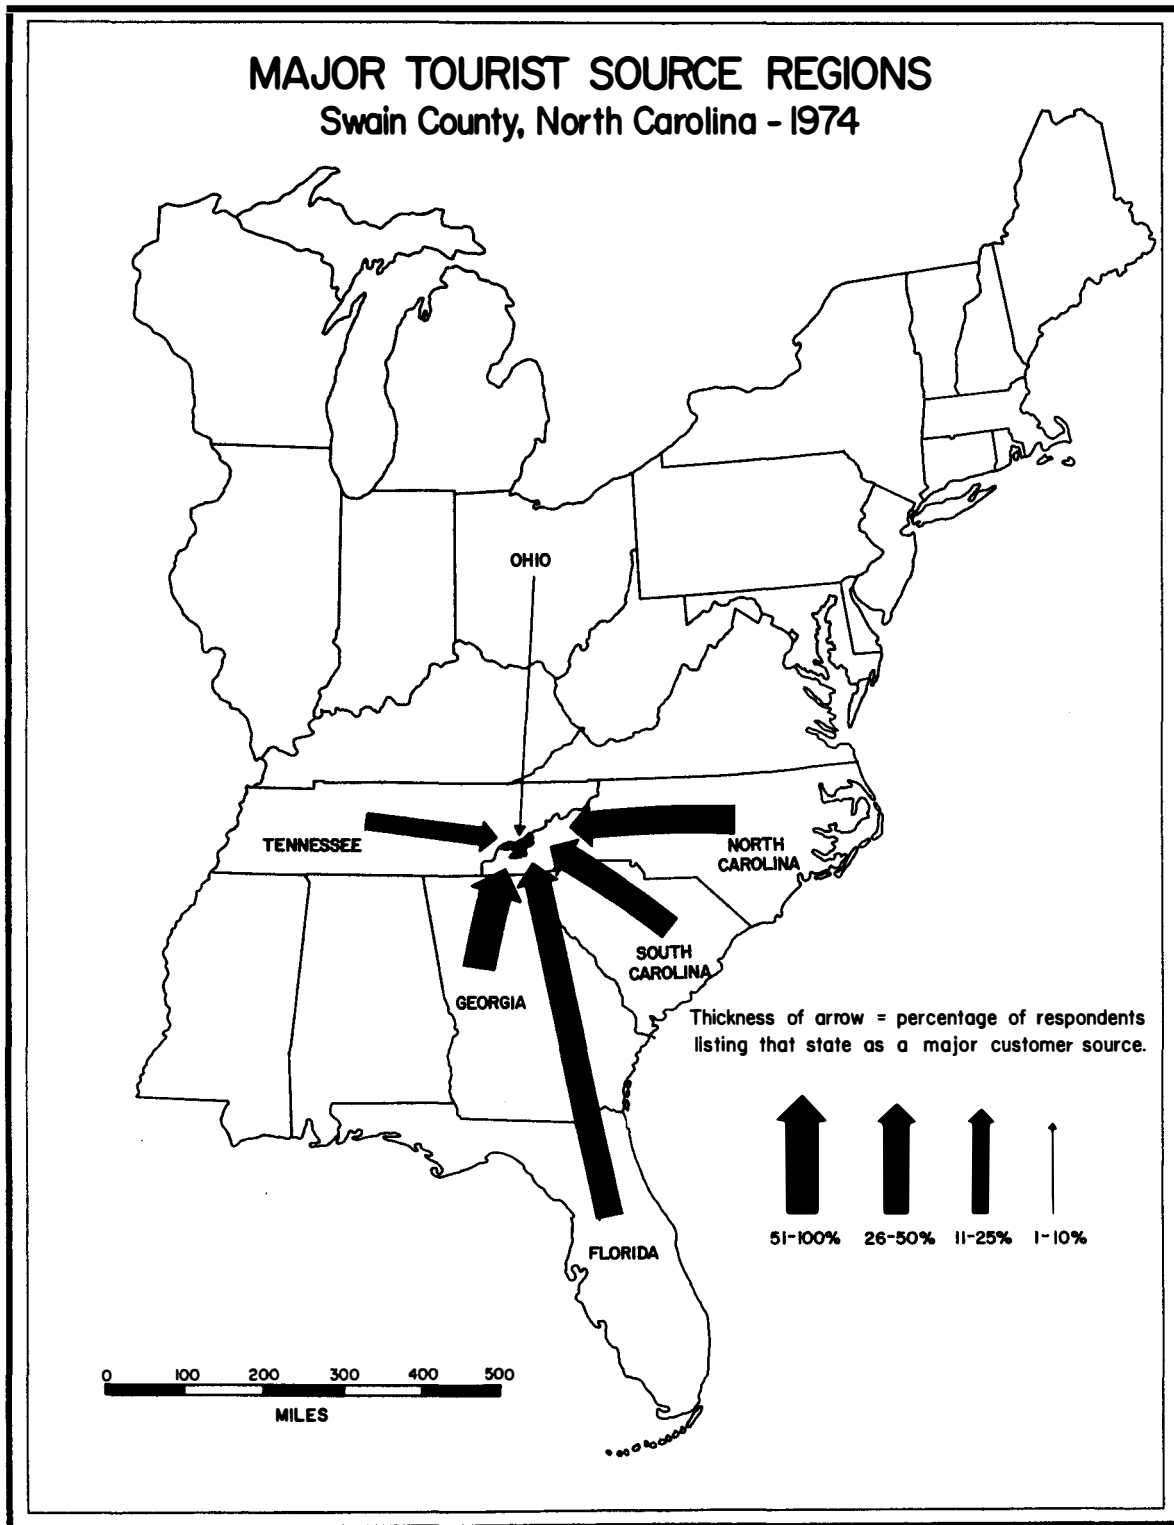 MAJOR TOURIST SOURCE REGIONS
Swain County, North Carolina - 1974
OHIO
TENNESSEE
NORTH
CAROLINA
SOUTH
CAROLINA
GEORGIA
Thickness of arrow = percentage of respondents
listing that state as a major customer source.
51-100% 26-50% 11-25% 1-10%
FLORIDA
0 100 200 300 400 500
MILES